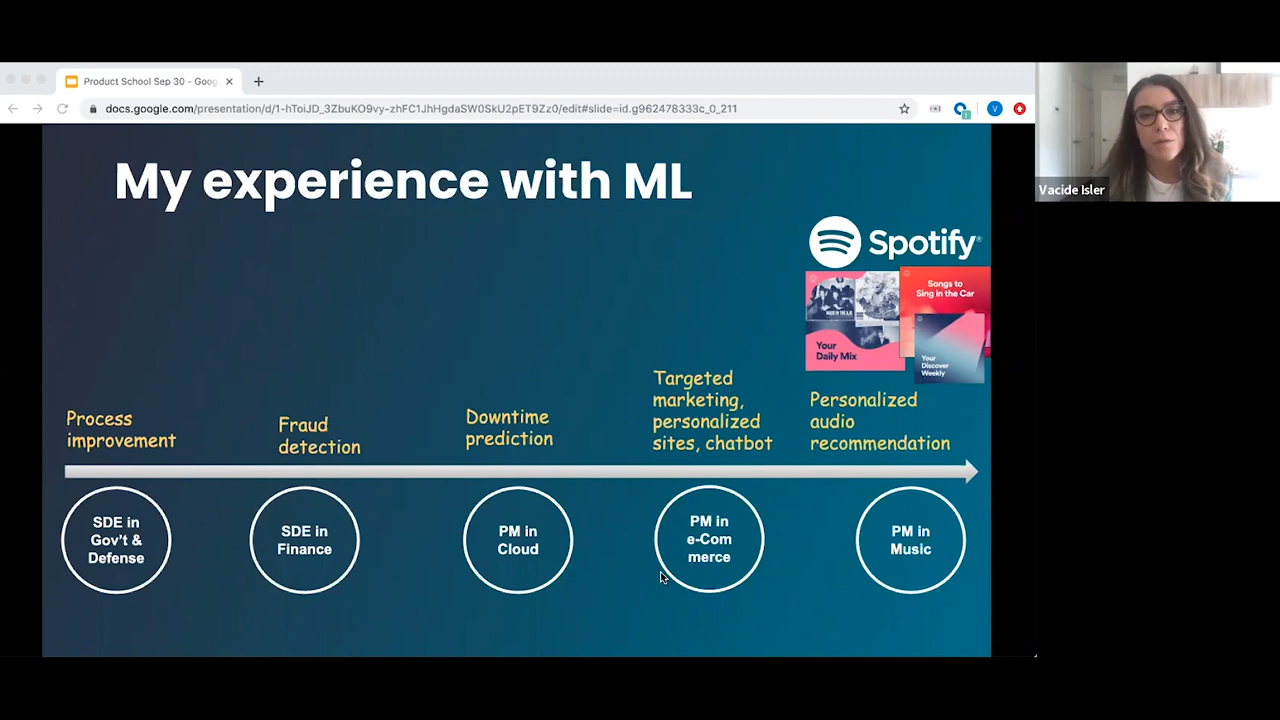 Product School Sep 30 - Goog
docs.google.com/presentation/d/1-hToiJD_3ZbuKO9vy-zhFC1JhHgdaSW0SkU2pET9Zz0/edit#slide=id.g962478333c_0_211
V
Vacide Isler
My experience with ML
Spotify
Songs to
Sing in the Car
Your
Daily Mix
Your
Discover
Weekly
Process
improvement
Fraud
detection
Downtime
prediction
Targeted
marketing,
personalized
sites, chatbot
Personalized
audio
recommendation
SDE in
Gov't &
Defense
SDE in
Finance
PM in
Cloud
PM in
e-Com
merce
PM in
Music